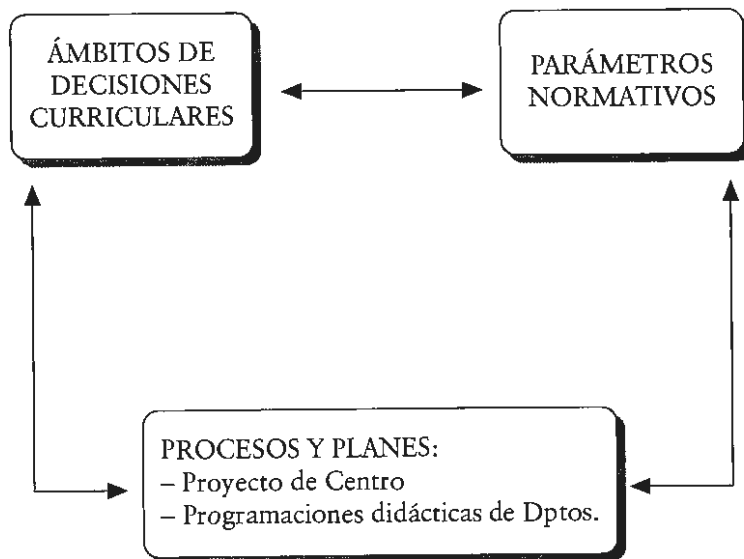 ÁMBITOS DE
DECISIONES
CURRICULARES
PARÁMETROS
NORMATIVOS
PROCESOS Y PLANES:
– Proyecto de Centro
– Programaciones didácticas de Dptos.